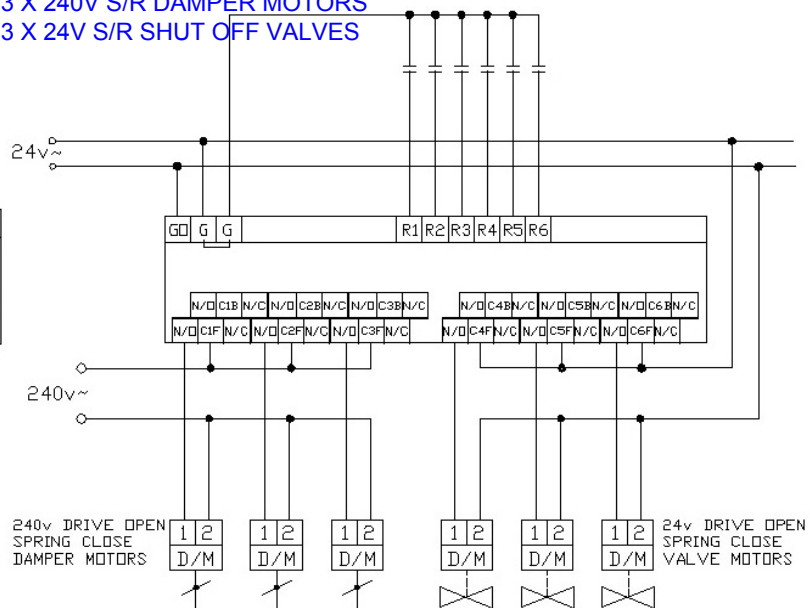 3 X 240V S/R DAMPER MOTORS
3 X 24V S/R SHUT OFF VALVES
24v~
G0 G G R1 R2 R3 R4 R5 R6
N/O C1B N/C N/O C2B N/C N/O C3B N/C N/O C4B N/C N/O C5B N/C N/O C6B N/C
N/O C1F N/C N/O C2F N/C N/O C3F N/C N/O C4F N/C N/O C5F N/C N/O C6F N/C
240v~
240v DRIVE OPEN
SPRING CLOSE
DAMPER MOTORS
1 2 1 2 1 2 1 2 1 2 1 2
D/M D/M D/M D/M D/M D/M
24v DRIVE OPEN
SPRING CLOSE
VALVE MOTORS